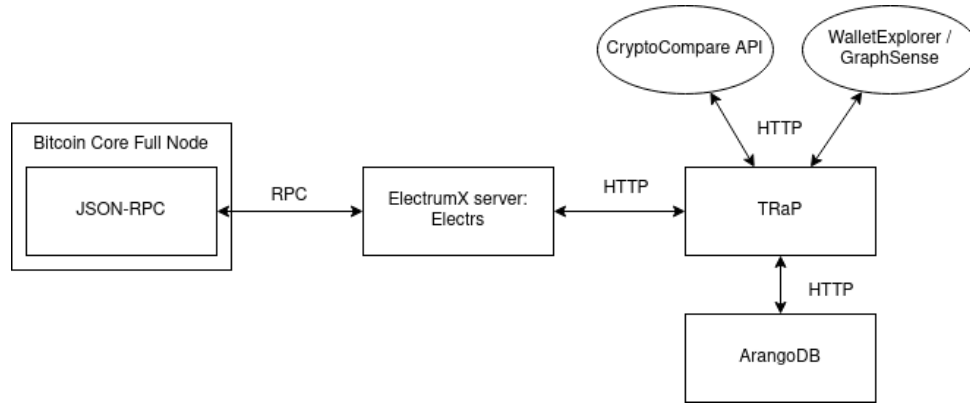 CryptoCompare API
WalletExplorer /
GraphSense
HTTP
Bitcoin Core Full Node
JSON-RPC
RPC
ElectrumX server:
Electrs
HTTP
TRaP
HTTP
ArangoDB